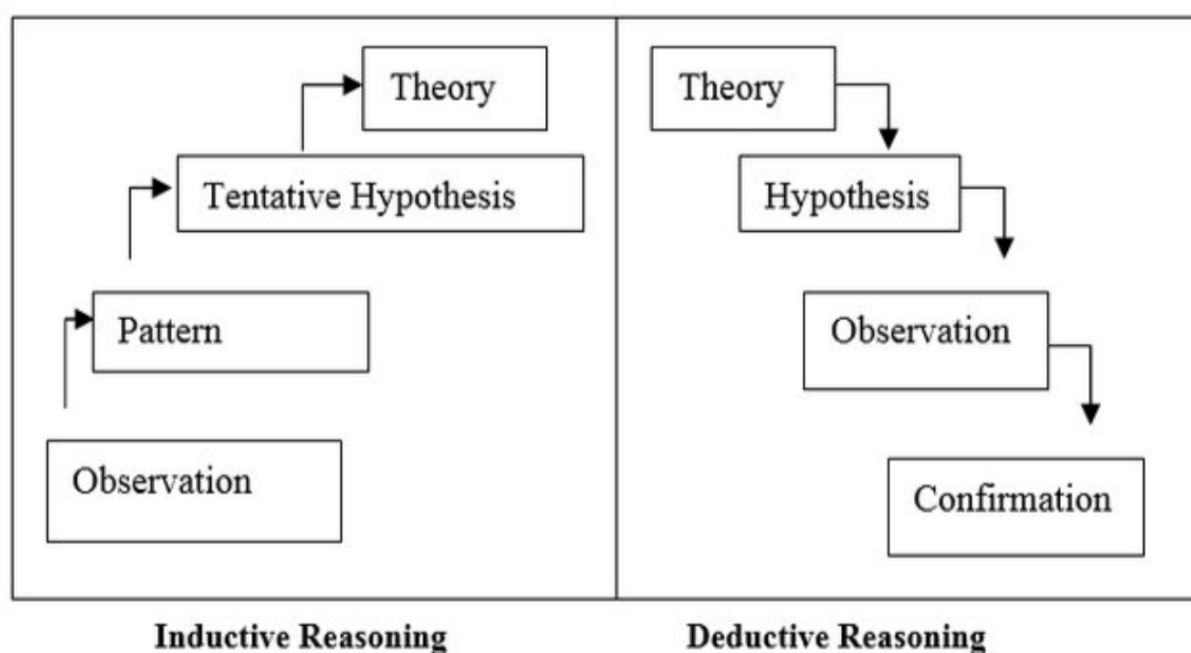 Theory
Tentative Hypothesis
Pattern
Observation
Theory
Hypothesis
Observation
Confirmation
Inductive Reasoning
Deductive Reasoning